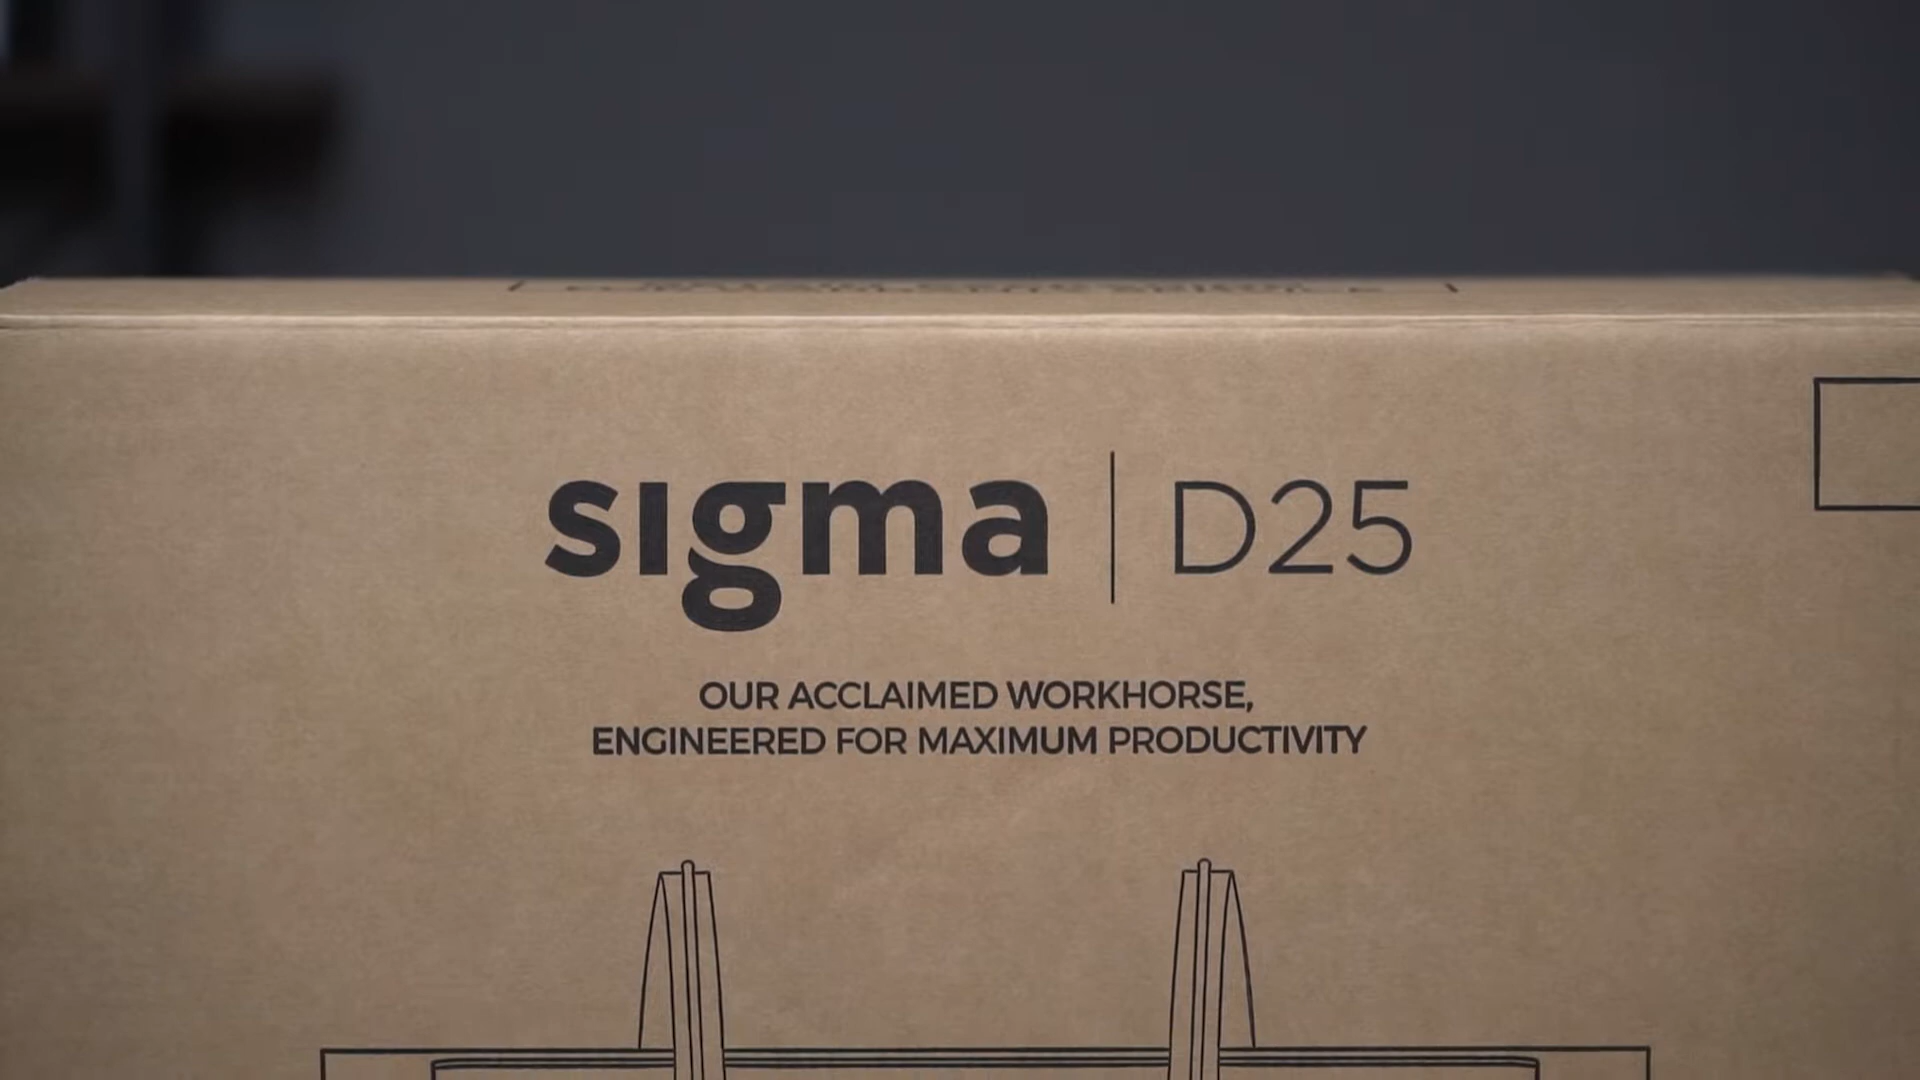 sigma | D25
OUR ACCLAIMED WORKHORSE,
ENGINEERED FOR MAXIMUM PRODUCTIVITY